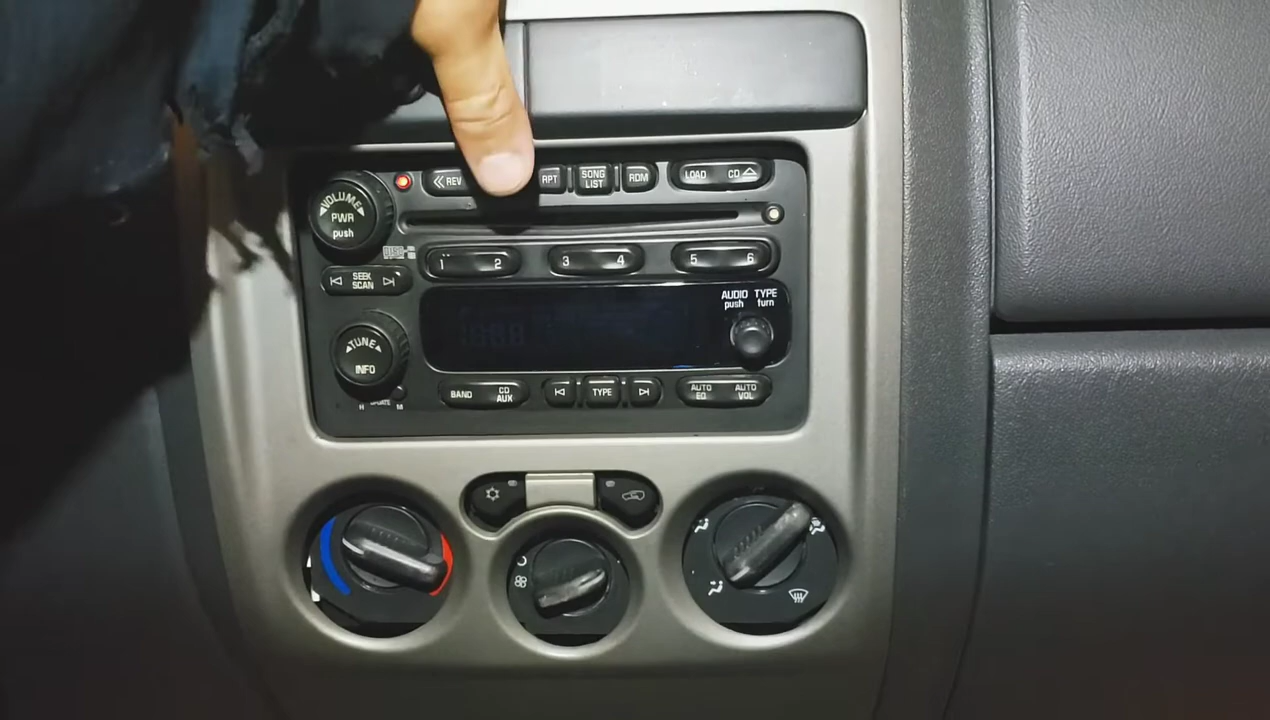 REV RPT SONG RDM LOAD CD
LIST
VOLUME
PWR
push
1 2 3 4 5 6
SEEK
SCAN
AUDIO TYPE
push turn
TUNE
INFO
BAND CD TYPE AUTO AUTO
AUX EQ VOL
H UPDATE M